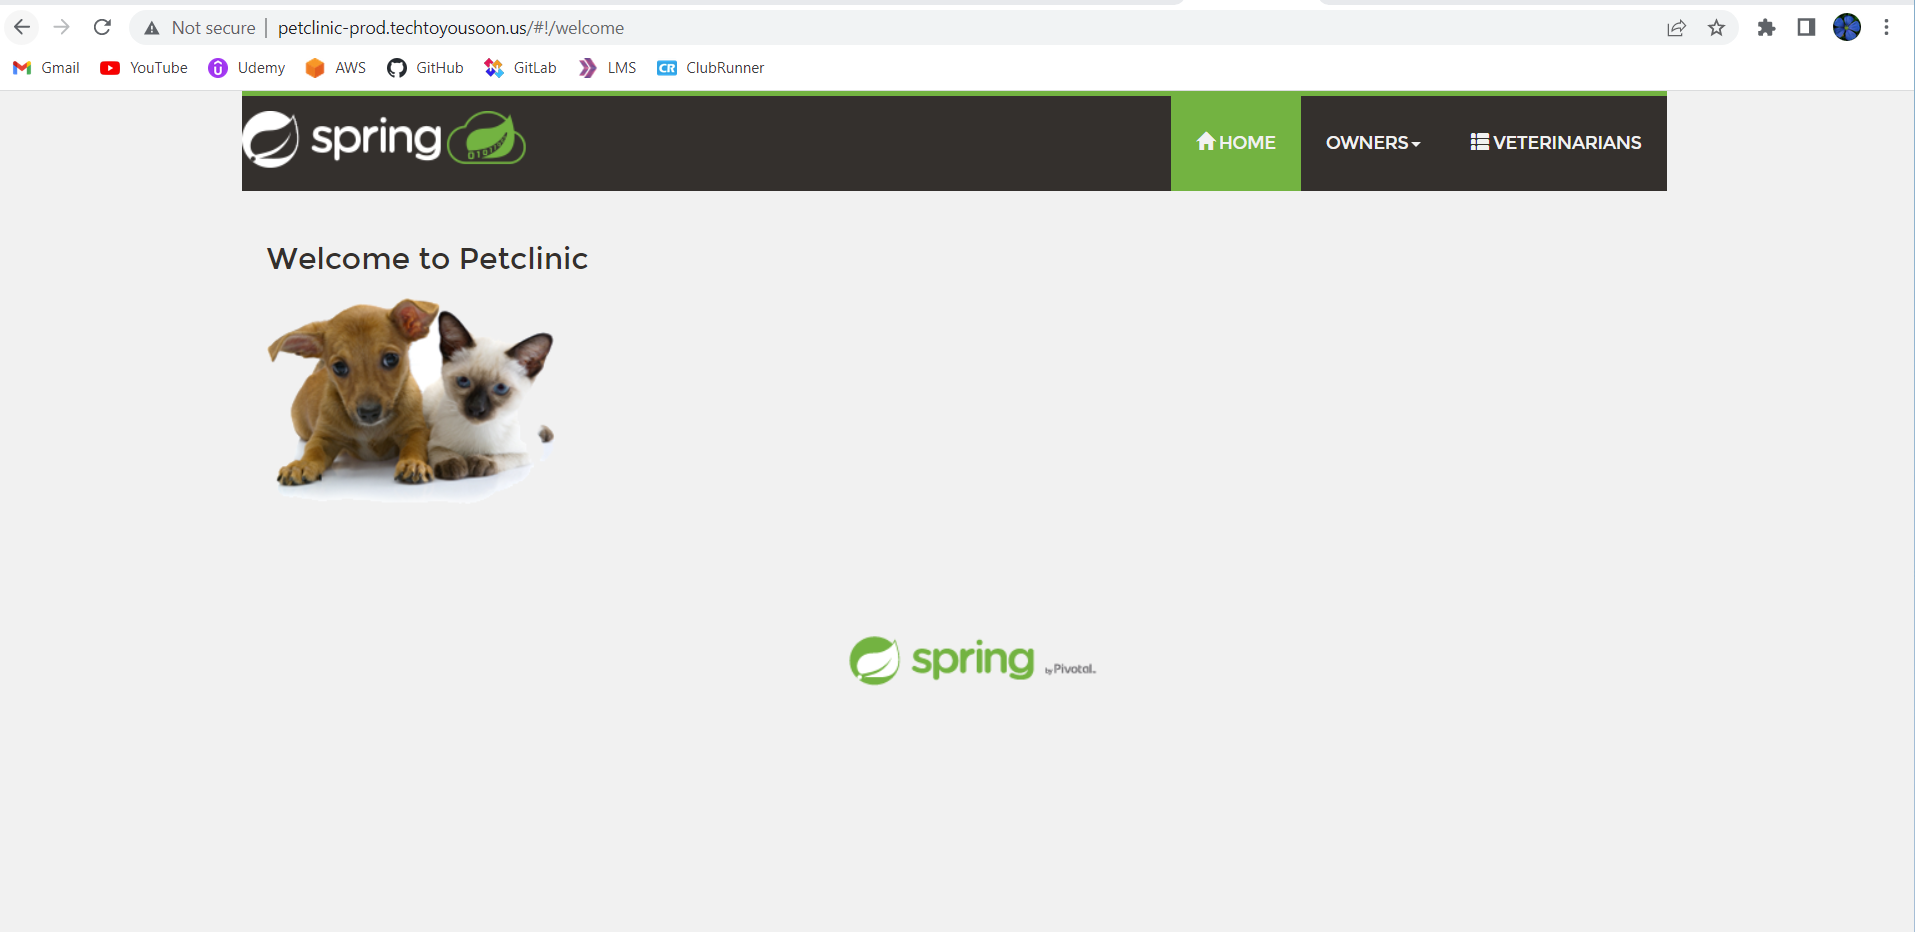 Not secure | petclinic-prod.techtoyousoon.us/#!/welcome
Gmail YouTube Udemy AWS GitHub GitLab LMS CR ClubRunner
spring HOME OWNERS VETERINARIANS
Welcome to Petclinic
spring by Pivotal